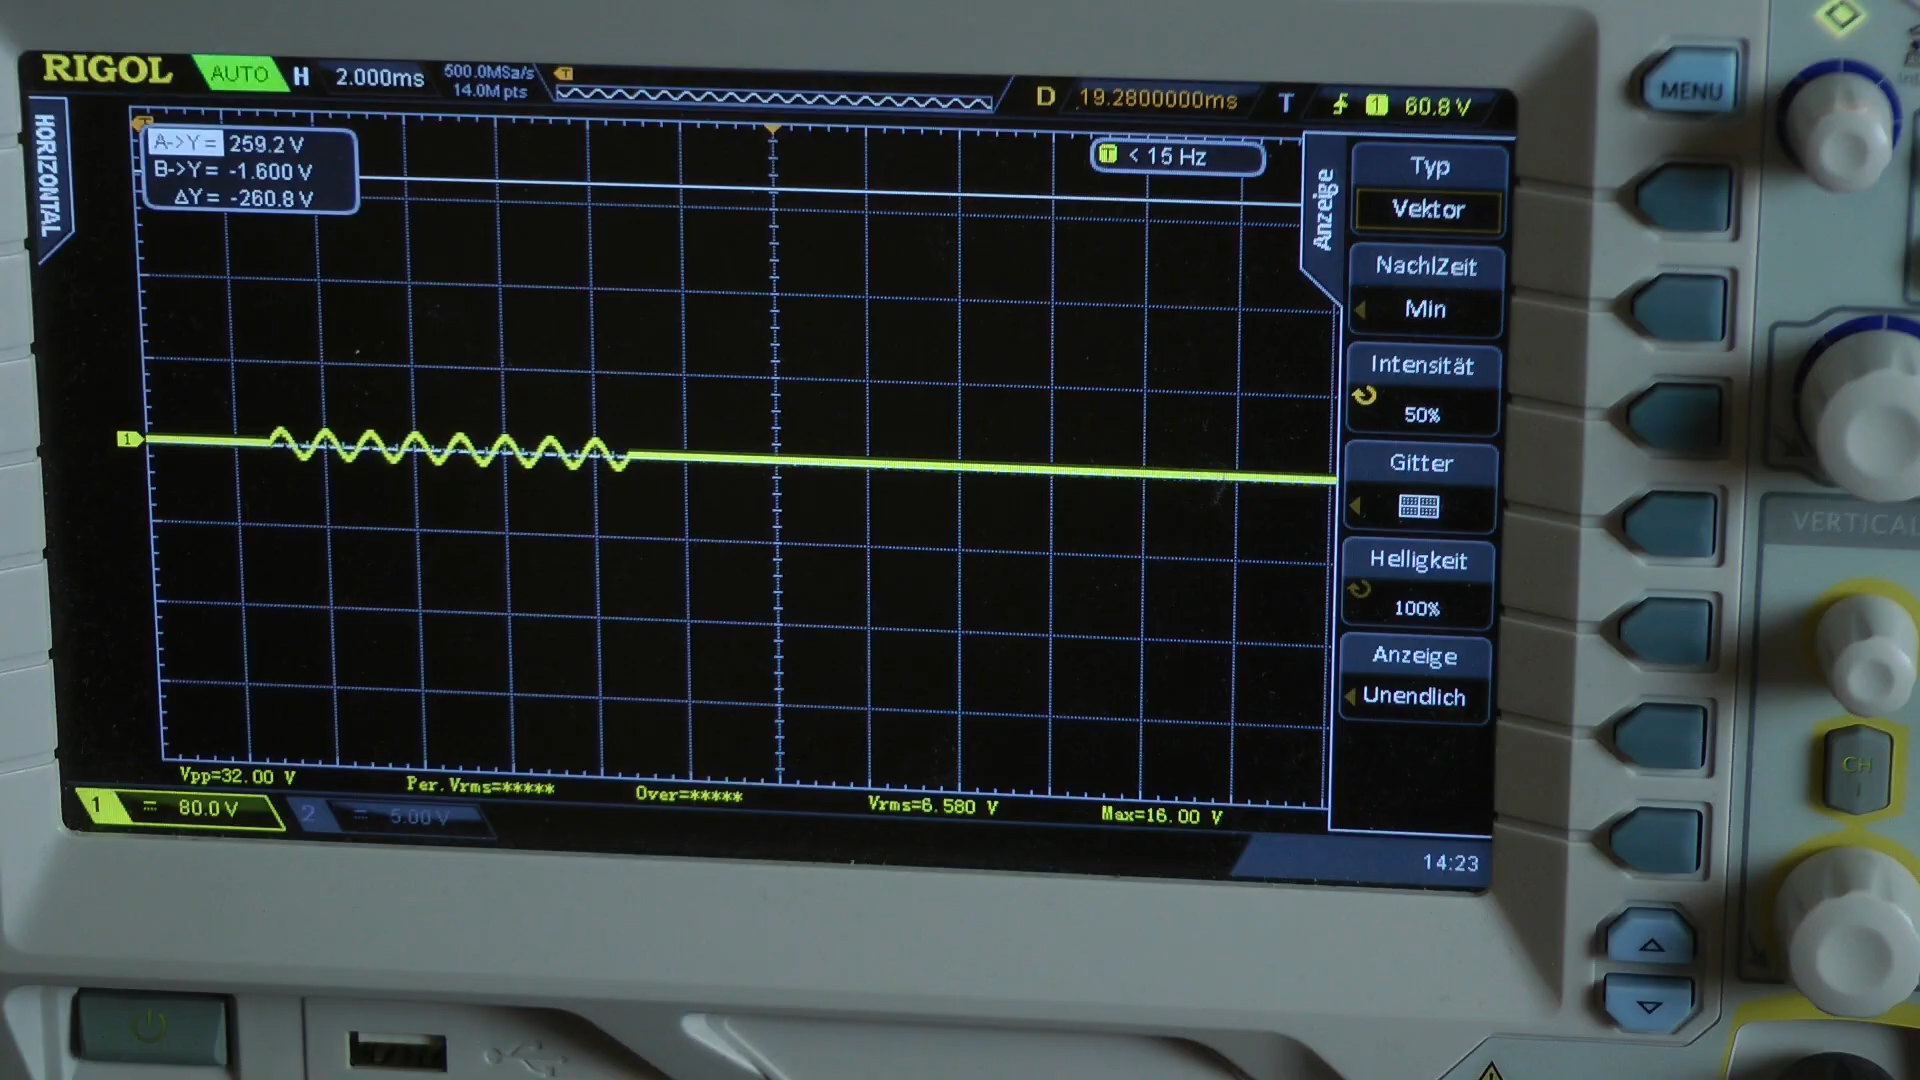 RIGOL AUTO H 2.000ms 500.0MSa/s D 19.2800000ms T 1 60.8 V
14.0M pts
MENU
HORIZONTAL
A->Y= 259.2 V
B->Y= -1.600 V
ΔY= -260.8 V
T < 15 Hz
Anzeige
Typ
Vektor
NachlZeit
Min
Intensität
50%
Gitter
Helligkeit
100%
Anzeige
Unendlich
1
VERTICAL
CH
Vpp=32.00 V Per.Vrms=***** Over=***** Vrms=6.580 V Max=16.00 V
1 80.0 V 2 5.00 V
14:23